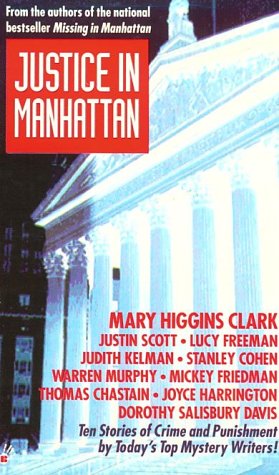 From the authors of the national
bestseller Missing in Manhattan
JUSTICE IN
MANHATTAN
MARY HIGGINS CLARK
JUSTIN SCOTT • LUCY FREEMAN
JUDITH KELMAN • STANLEY COHEN
WARREN MURPHY • MICKEY FRIEDMAN
THOMAS CHASTAIN • JOYCE HARRINGTON
DOROTHY SALISBURY DAVIS
Ten Stories of Crime and Punishment
by Today's Top Mystery Writers!